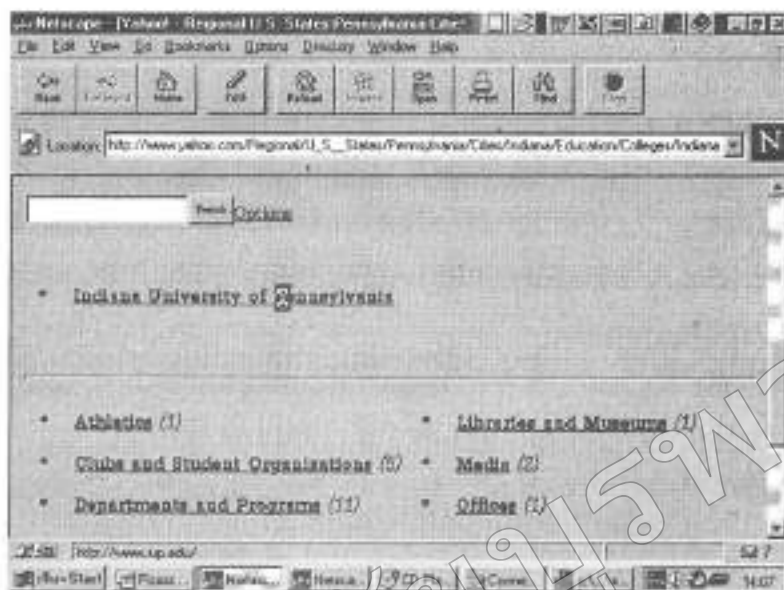 Netscape - [Yahoo! - Regional:U.S. States:Pennsylvania:Cities
File Edit View Go Bookmarks Options Directory Window Help
Back Forward Home Edit Reload Images Open Print Find Stop
Location: http://www.yahoo.com/Regional/U_S__States/Pennsylvania/Cities/Indiana/Education/Colleges/Indiana
Options
Indiana University of Pennsylvania
Athletics (1)
Libraries and Museums (1)
Clubs and Student Organizations (5)
Media (2)
Departments and Programs (11)
Offices (1)
http://www.iup.edu/
Start
14:07